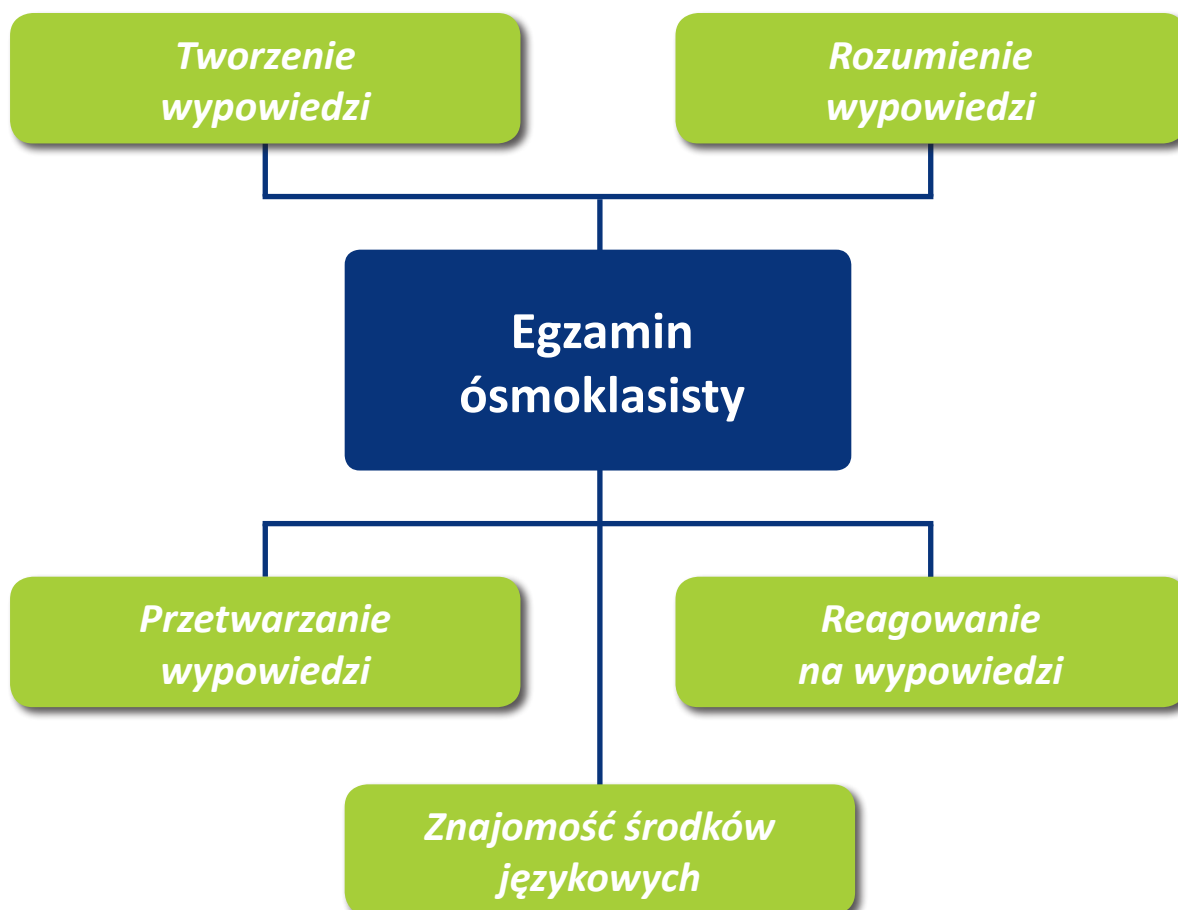 Tworzenie
wypowiedzi
Rozumienie
wypowiedzi
Egzamin
ósmoklasisty
Przetwarzanie
wypowiedzi
Reagowanie
na wypowiedzi
Znajomość środków
językowych